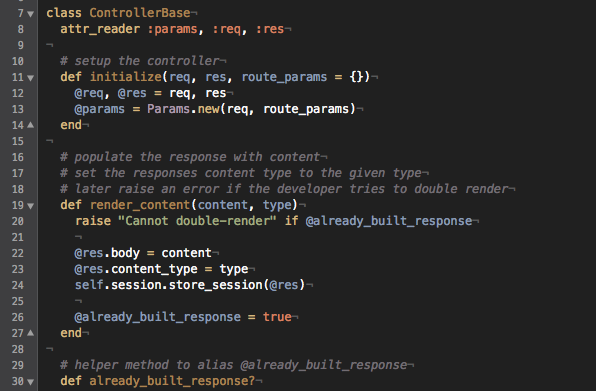 7 class ControllerBase¬
8 attr_reader :params, :req, :res¬
9 ¬
10 # setup the controller¬
11 def initialize(req, res, route_params = {})¬
12 @req, @res = req, res¬
13 @params = Params.new(req, route_params)¬
14 end¬
15 ¬
16 # populate the response with content¬
17 # set the responses content type to the given type¬
18 # later raise an error if the developer tries to double render¬
19 def render_content(content, type)¬
20 raise "Cannot double-render" if @already_built_response¬
21 ¬
22 @res.body = content¬
23 @res.content_type = type¬
24 self.session.store_session(@res)¬
25 ¬
26 @already_built_response = true¬
27 end¬
28 ¬
29 # helper method to alias @already_built_response¬
30 def already_built_response?¬